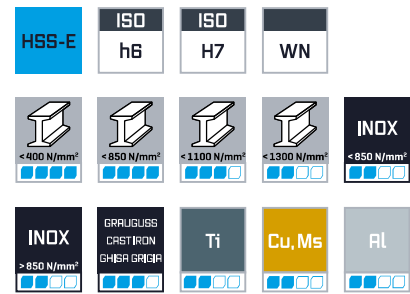 HSS-E
ISO
h6
ISO
H7
WN
<400 N/mm²
<850 N/mm²
<1100 N/mm²
<1300 N/mm²
INOX
<850 N/mm²
INOX
>850 N/mm²
GRAUGUSS
CAST IRON
GHISA GRIGIA
Ti
Cu, Ms
Al